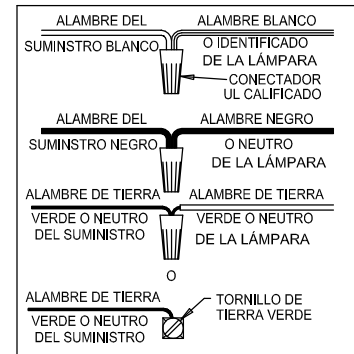 ALAMBRE DEL ALAMBRE BLANCO
SUMINSTRO BLANCO O IDENTIFICADO
DE LA LÁMPARA
CONECTADOR
UL CALIFICADO
ALAMBRE DEL ALAMBRE NEGRO
SUMINSTRO NEGRO O NEUTRO
DE LA LÁMPARA
ALAMBRE DE TIERRA ALAMBRE DE TIERRA
VERDE O NEUTRO VERDE O NEUTRO
DEL SUMINISTRO DE LA LÁMPARA
O
ALAMBRE DE TIERRA TORNILLO DE
TIERRA VERDE
VERDE O NEUTRO
DEL SUMINISTRO